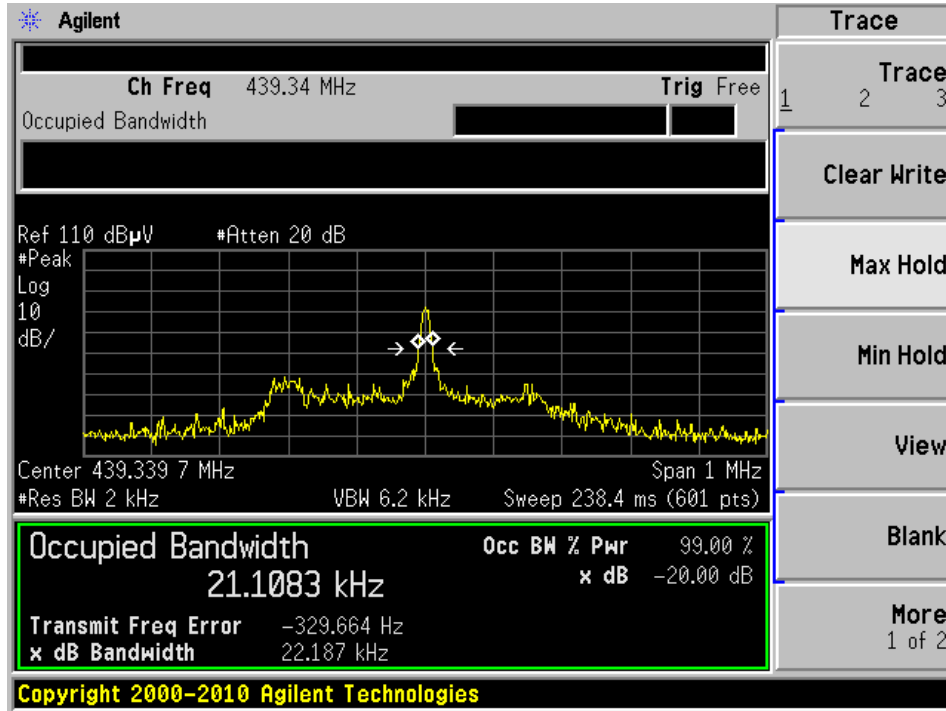 Agilent
Trace
Ch Freq 439.34 MHz Trig Free
Occupied Bandwidth
Trace
1 2 3
Clear Write
Max Hold
Min Hold
View
Blank
More
1 of 2
Ref 110 dBµV #Atten 20 dB
#Peak
Log
10
dB/
Center 439.339 7 MHz Span 1 MHz
#Res BW 2 kHz VBW 6.2 kHz Sweep 238.4 ms (601 pts)
Occupied Bandwidth Occ BW % Pwr 99.00 %
21.1083 kHz x dB -20.00 dB
Transmit Freq Error -329.664 Hz
x dB Bandwidth 22.187 kHz
Copyright 2000-2010 Agilent Technologies